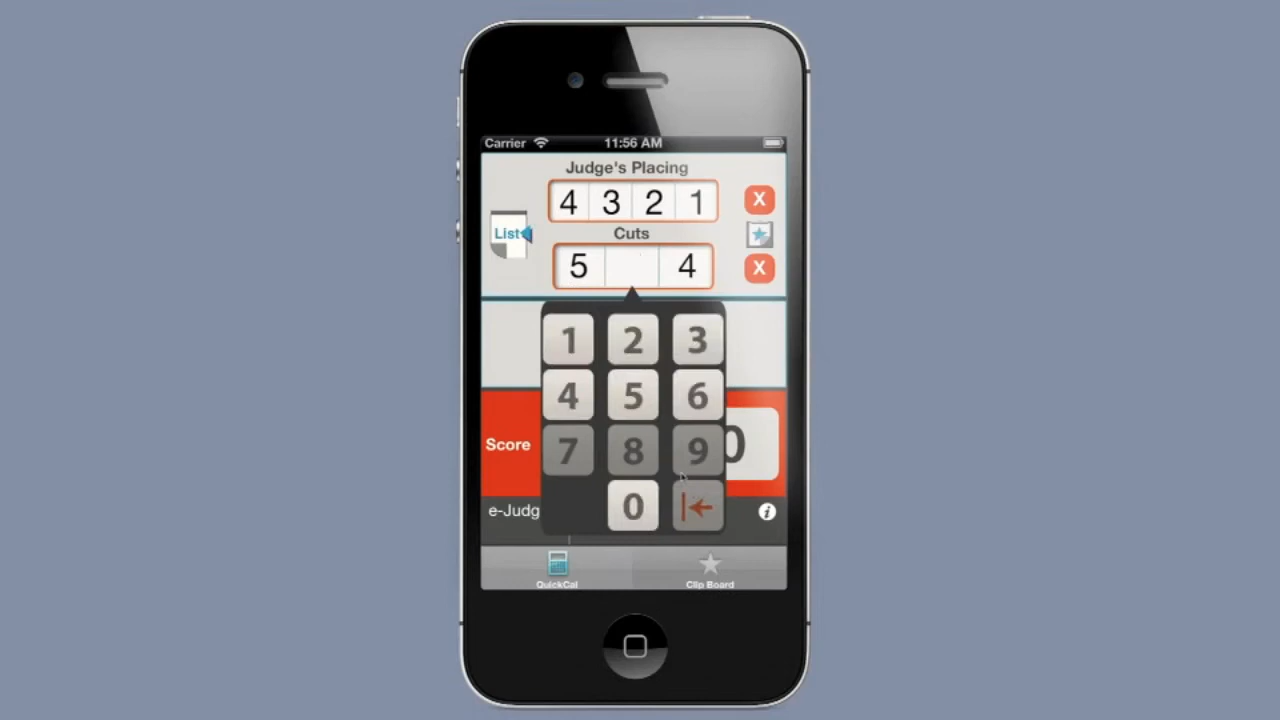 Carrier 11:56 AM
Judge's Placing
4 3 2 1 X
List
Cuts
5 4 X
1 2 3
4 5 6
7 8 9
Score 0
0
e-Judg i
QuickCal Clip Board